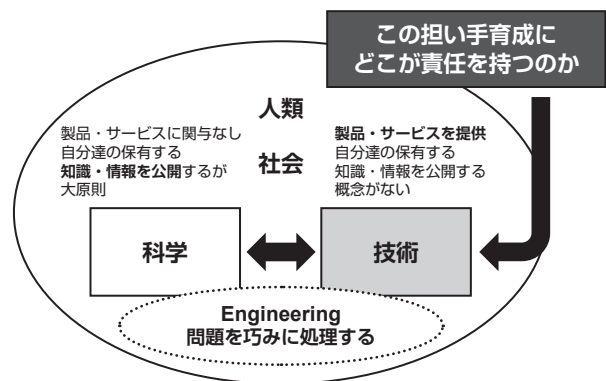 この担い手育成に
どこが責任を持つのか
人類
社会
製品・サービスに関与なし
自分達の保有する
知識・情報を公開するが
大原則
製品・サービスを提供
自分達の保有する
知識・情報を公開する
概念がない
科学
技術
Engineering
問題を巧みに処理する